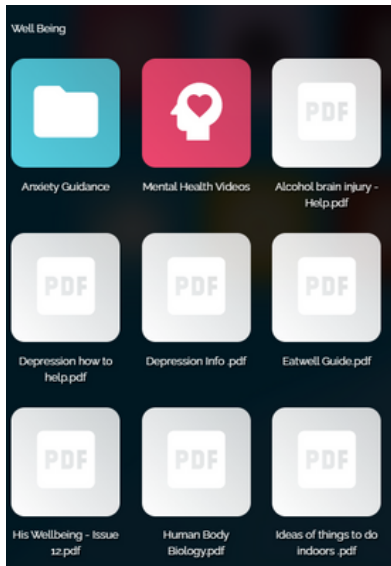 Well Being
PDF
Anxiety Guidance
Mental Health Videos
Alcohol brain injury -
Help.pdf
PDF
PDF
PDF
Depression how to
help.pdf
Depression Info .pdf
Eatwell Guide.pdf
PDF
PDF
PDF
His Wellbeing - Issue
12.pdf
Human Body
Biology.pdf
Ideas of things to do
indoors .pdf